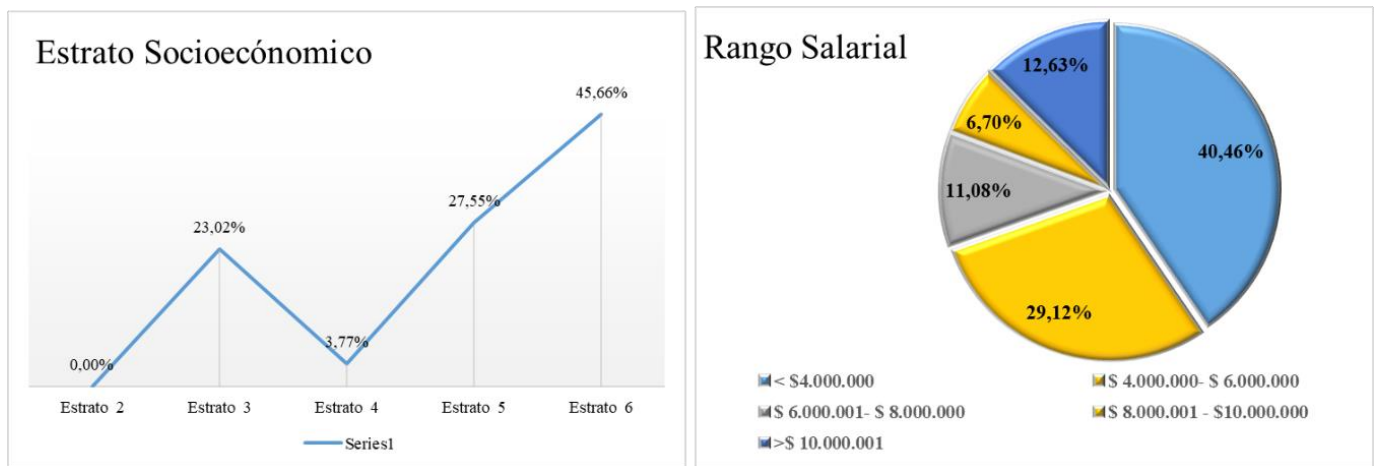 Estrato Socioecónomico
45,66%
27,55%
23,02%
3,77%
0,00%
Estrato 2 Estrato 3 Estrato 4 Estrato 5 Estrato 6
Series1
Rango Salarial
12,63%
6,70%
40,46%
11,08%
29,12%
< $4.000.000 $ 4.000.000- $ 6.000.000
$ 6.000.001- $ 8.000.000 $ 8.000.001 - $10.000.000
>$ 10.000.001